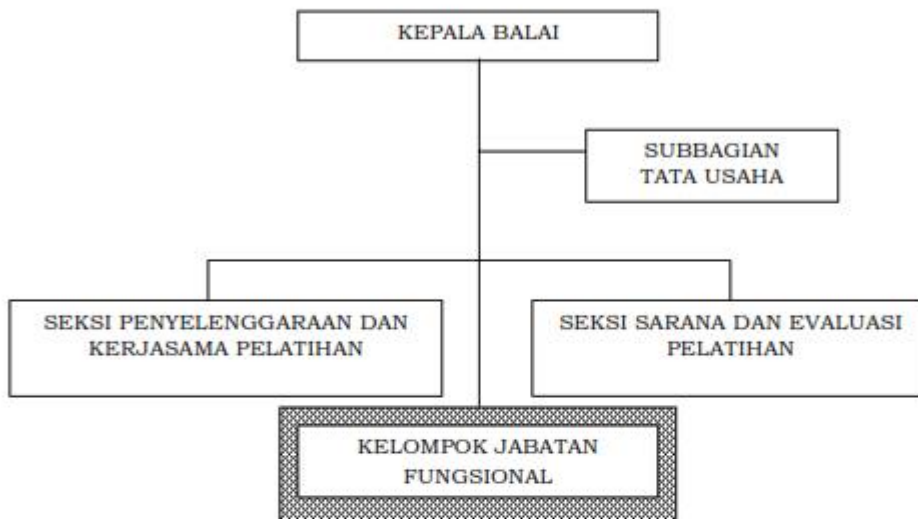 KEPALA BALAI
SUBBAGIAN
TATA USAHA
SEKSI PENYELENGGARAAN DAN
KERJASAMA PELATIHAN
SEKSI SARANA DAN EVALUASI
PELATIHAN
KELOMPOK JABATAN
FUNGSIONAL